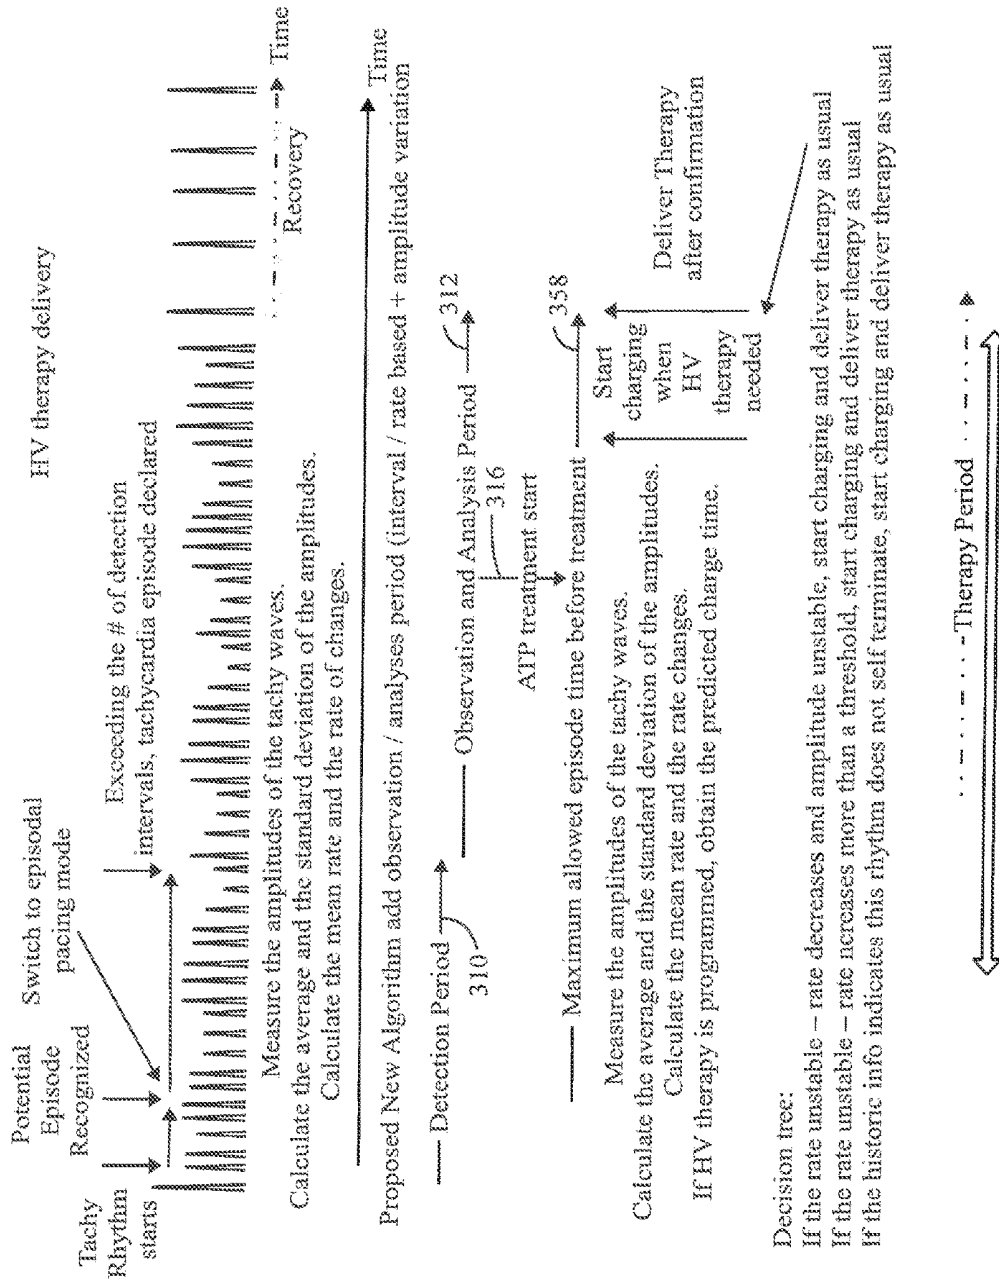 HV therapy delivery
Tachy
Rhythm
starts
Potential
Episode
Recognized
Switch to episodal
pacing mode
Exceeding the # of detection
intervals, tachycardia episode declared
Time
Recovery
Measure the amplitudes of the tachy waves.
Calculate the average and the standard deviation of the amplitudes.
Calculate the mean rate and the rate of changes.
Time
Proposed New Algorithm add observation / analyses period (interval / rate based + amplitude variation
Detection Period
310
Observation and Analysis Period
312
316
ATP treatment start
Maximum allowed episode time before treatment
358
Measure the amplitudes of the tachy waves.
Calculate the average and the standard deviation of the amplitudes.
Calculate the mean rate and the rate changes.
If HV therapy is programmed, obtain the predicted charge time.
Start
charging
when
HV
therapy
needed
Deliver Therapy
after confirmation
Decision tree:
If the rate unstable – rate decreases and amplitude unstable, start charging and deliver therapy as usual
If the rate unstable – rate ncreases more than a threshold, start charging and deliver therapy as usual
If the historic info indicates this rhythm does not self terminate, start charging and deliver therapy as usual
Therapy Period